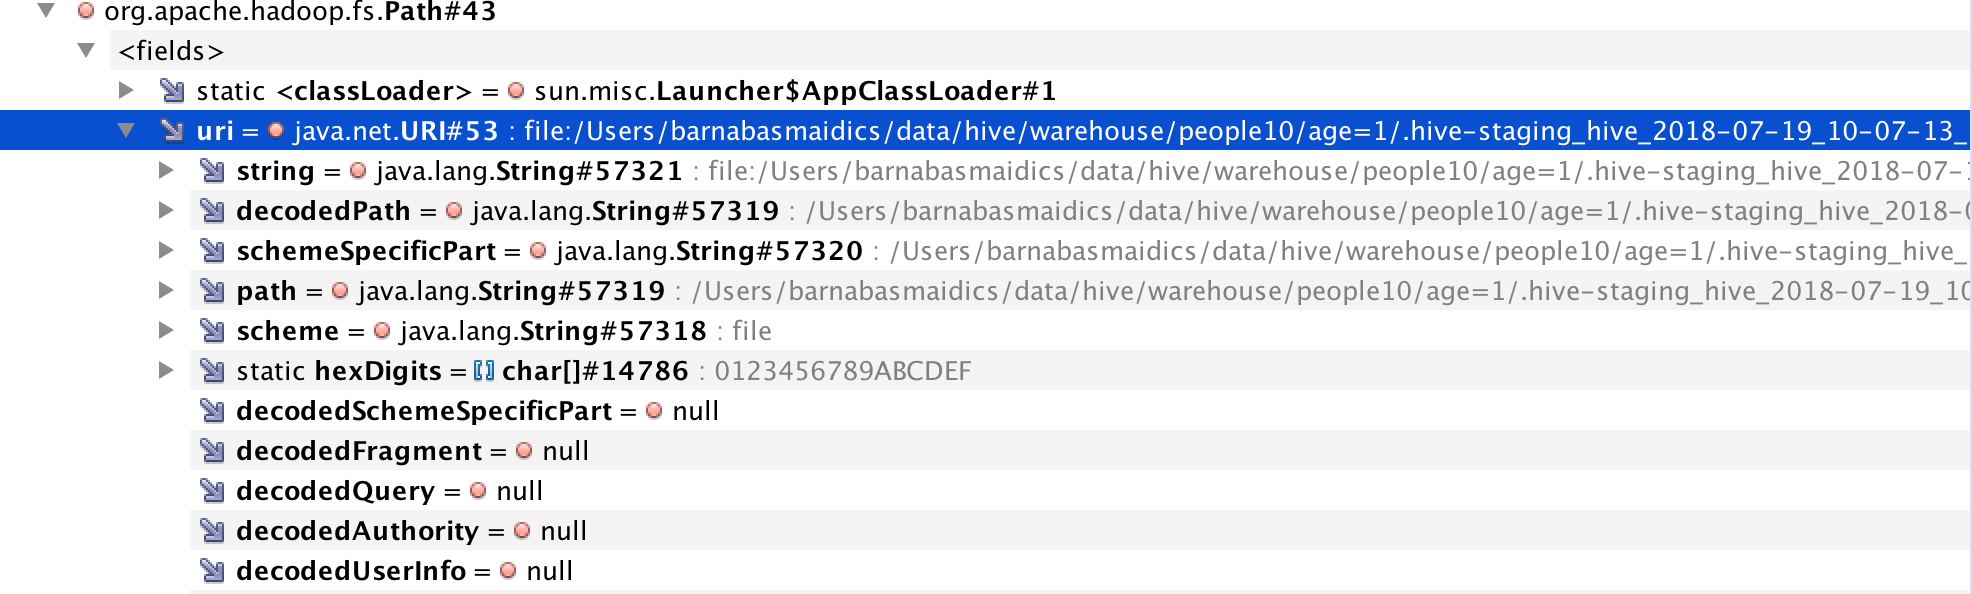 org.apache.hadoop.fs.Path#43
<fields>
static <classLoader> = sun.misc.Launcher$AppClassLoader#1
uri = java.net.URI#53 : file:/Users/barnabasmaidics/data/hive/warehouse/people10/age=1/.hive-staging_hive_2018-07-19_10-07-13_
string = java.lang.String#57321 : file:/Users/barnabasmaidics/data/hive/warehouse/people10/age=1/.hive-staging_hive_2018-07-
decodedPath = java.lang.String#57319 : /Users/barnabasmaidics/data/hive/warehouse/people10/age=1/.hive-staging_hive_2018-
schemeSpecificPart = java.lang.String#57320 : /Users/barnabasmaidics/data/hive/warehouse/people10/age=1/.hive-staging_hive_
path = java.lang.String#57319 : /Users/barnabasmaidics/data/hive/warehouse/people10/age=1/.hive-staging_hive_2018-07-19_10
scheme = java.lang.String#57318 : file
static hexDigits = char[]#14786 : 0123456789ABCDEF
decodedSchemeSpecificPart = null
decodedFragment = null
decodedQuery = null
decodedAuthority = null
decodedUserInfo = null